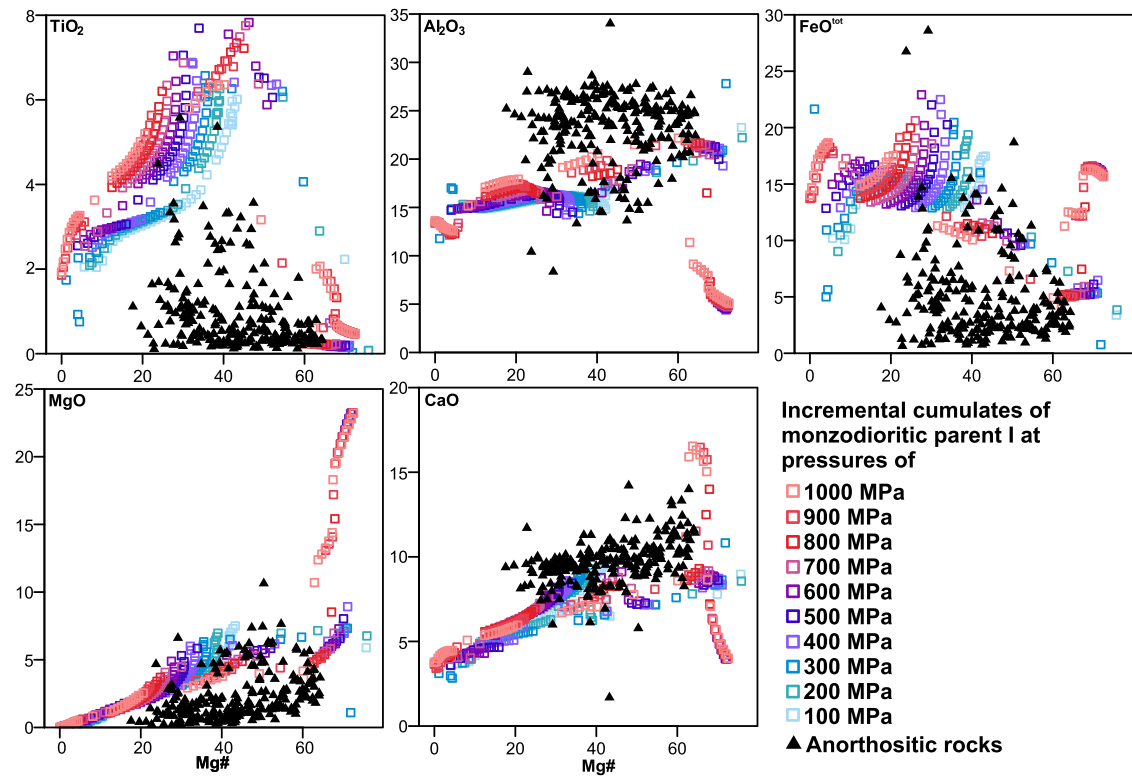 TiO₂
8
6
4
2
0
0 20 40 60
Al₂O₃
35
30
25
20
15
10
5
0
0 20 40 60
FeOᵗᵒᵗ
30
25
20
15
10
5
0
0 20 40 60
MgO
25
20
15
10
5
0
0 20 40 60
Mg#
CaO
20
15
10
5
0
0 20 40 60
Mg#
Incremental cumulates of
monzodioritic parent I at
pressures of
1000 MPa
900 MPa
800 MPa
700 MPa
600 MPa
500 MPa
400 MPa
300 MPa
200 MPa
100 MPa
Anorthositic rocks